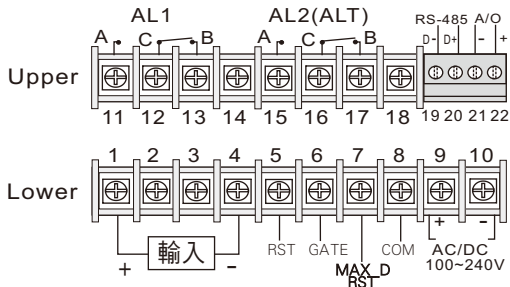 AL1 AL2(ALT) RS-485 A/O
A C B A C B D- D+ - +
Upper
11 12 13 14 15 16 17 18 19 20 21 22
1 2 3 4 5 6 7 8 9 10
Lower
+ 輸入 - RST GATE MAX_D RST COM + - AC/DC
100~240V